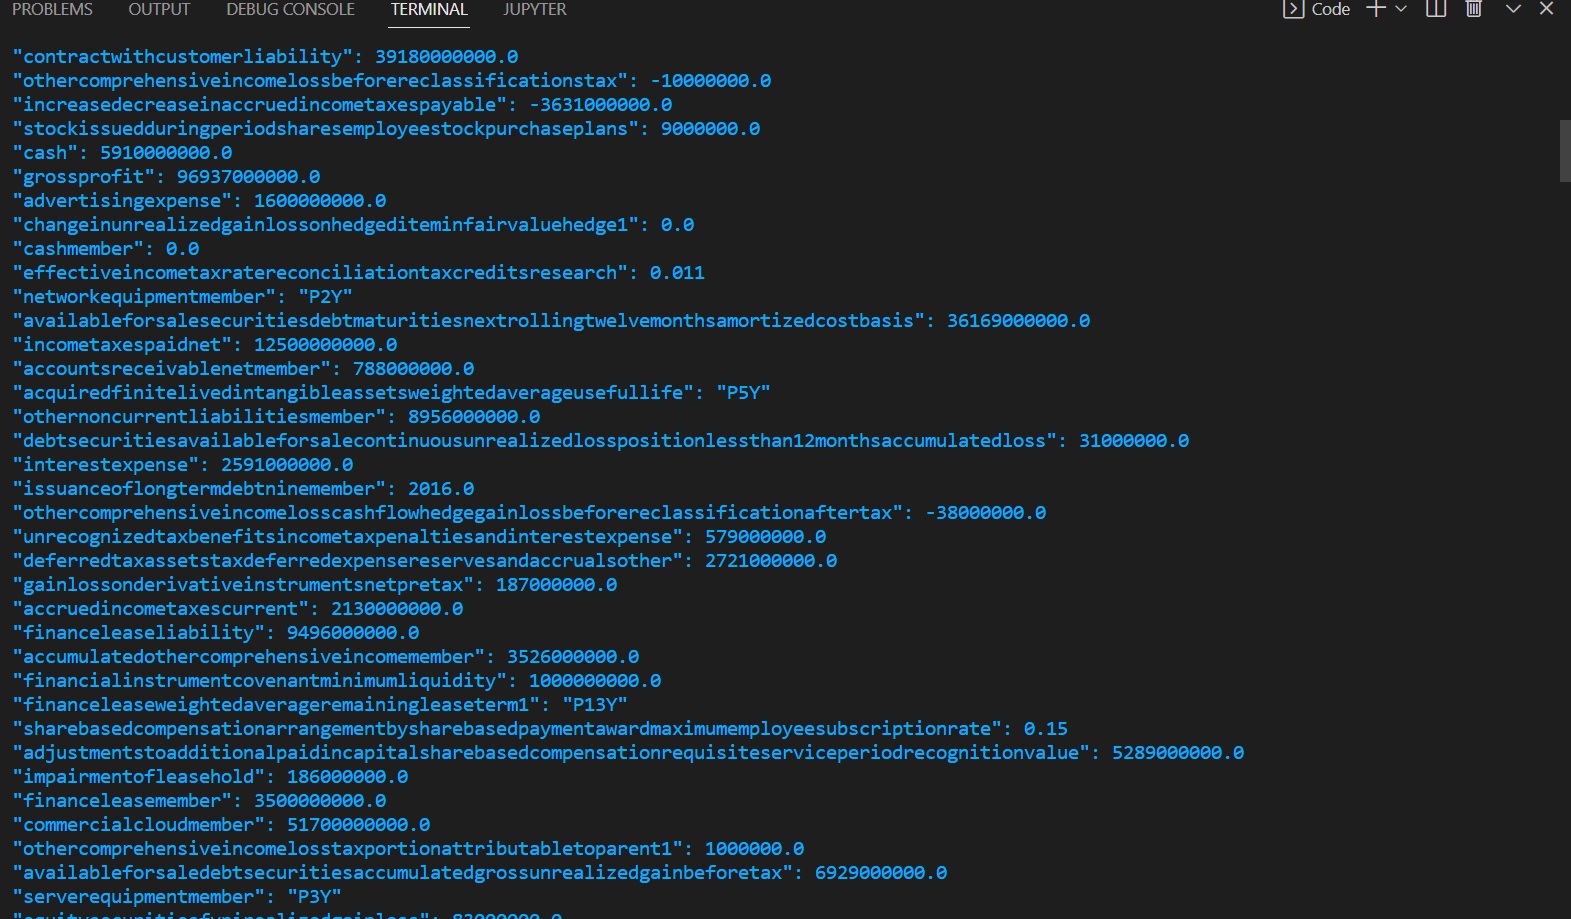 PROBLEMS OUTPUT DEBUG CONSOLE TERMINAL JUPYTER Code
"contractwithcustomerliability": 39180000000.0
"othercomprehensiveincomelossbeforereclassificationstax": -10000000.0
"increasedecreaseinaccruedincometaxespayable": -3631000000.0
"stockissuedduringperiodsharesemployeestockpurchaseplans": 9000000.0
"cash": 5910000000.0
"grossprofit": 96937000000.0
"advertisingexpense": 1600000000.0
"changeinunrealizedgainlossonhedgediteminfairvaluehedge1": 0.0
"cashmember": 0.0
"effectiveincometaxratereconciliationtaxcreditsresearch": 0.011
"networkequipmentmember": "P2Y"
"availableforsalesecuritiesdebtmaturitiesnextrollingtwelvemonthsamortizedcostbasis": 36169000000.0
"incometaxespaidnet": 12500000000.0
"accountsreceivablenetmember": 788000000.0
"acquiredfinitelivedintangibleassetsweightedaverageusefullife": "P5Y"
"othernoncurrentliabilitiesmember": 8956000000.0
"debtsecuritiesavailableforsalecontinuousunrealizedlosspositionlessthan12monthsaccumulatedloss": 31000000.0
"interestexpense": 2591000000.0
"issuanceoflongtermdebtninemember": 2016.0
"othercomprehensiveincomelosscashflowhedgegainlossbeforereclassificationaftertax": -38000000.0
"unrecognizedtaxbenefitsincometaxpenaltiesandinterestexpense": 579000000.0
"deferredtaxassetstaxdeferredexpensereservesandaccrualsother": 2721000000.0
"gainlossonderivativeinstrumentsnetpretax": 187000000.0
"accruedincometaxescurrent": 2130000000.0
"financeleaseliability": 9496000000.0
"accumulatedothercomprehensiveincomemember": 3526000000.0
"financialinstrumentcovenantminimumliquidity": 1000000000.0
"financeleaseweightedaverageremainingleaseterm1": "P13Y"
"sharebasedcompensationarrangementbysharebasedpaymentawardmaximumemployeesubscriptionrate": 0.15
"adjustmentstoadditionalpaidincapitalsharebasedcompensationrequisiteserviceperiodrecognitionvalue": 5289000000.0
"impairmentofleasehold": 186000000.0
"financeleasemember": 3500000000.0
"commercialcloudmember": 51700000000.0
"othercomprehensiveincomelosstaxportionattributabletoparent1": 1000000.0
"availableforsaledebtsecuritiesaccumulatedgrossunrealizedgainbeforetax": 6929000000.0
"serverequipmentmember": "P3Y"